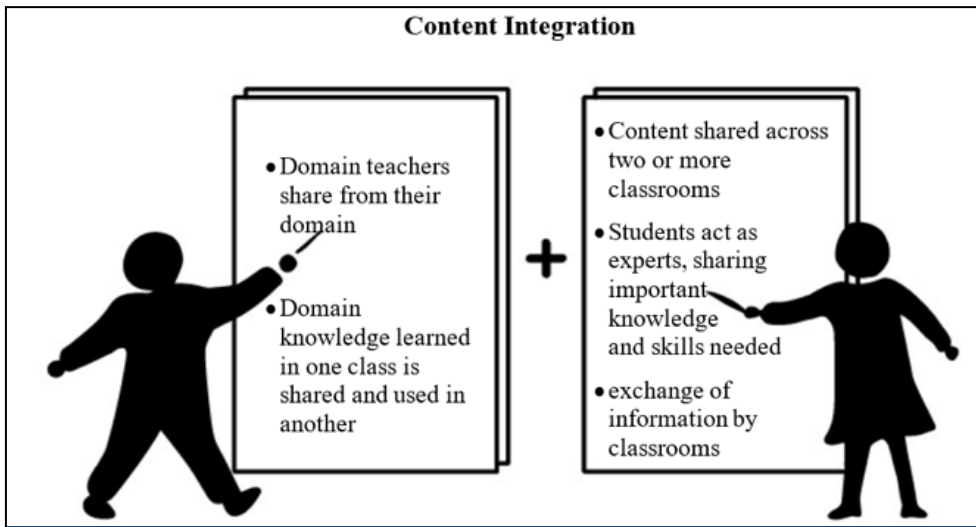 Content Integration
• Domain teachers
share from their
domain
• Domain
knowledge learned
in one class is
shared and used in
another
+
• Content shared across
two or more
classrooms
• Students act as
experts, sharing
important
knowledge
and skills needed
• exchange of
information by
classrooms